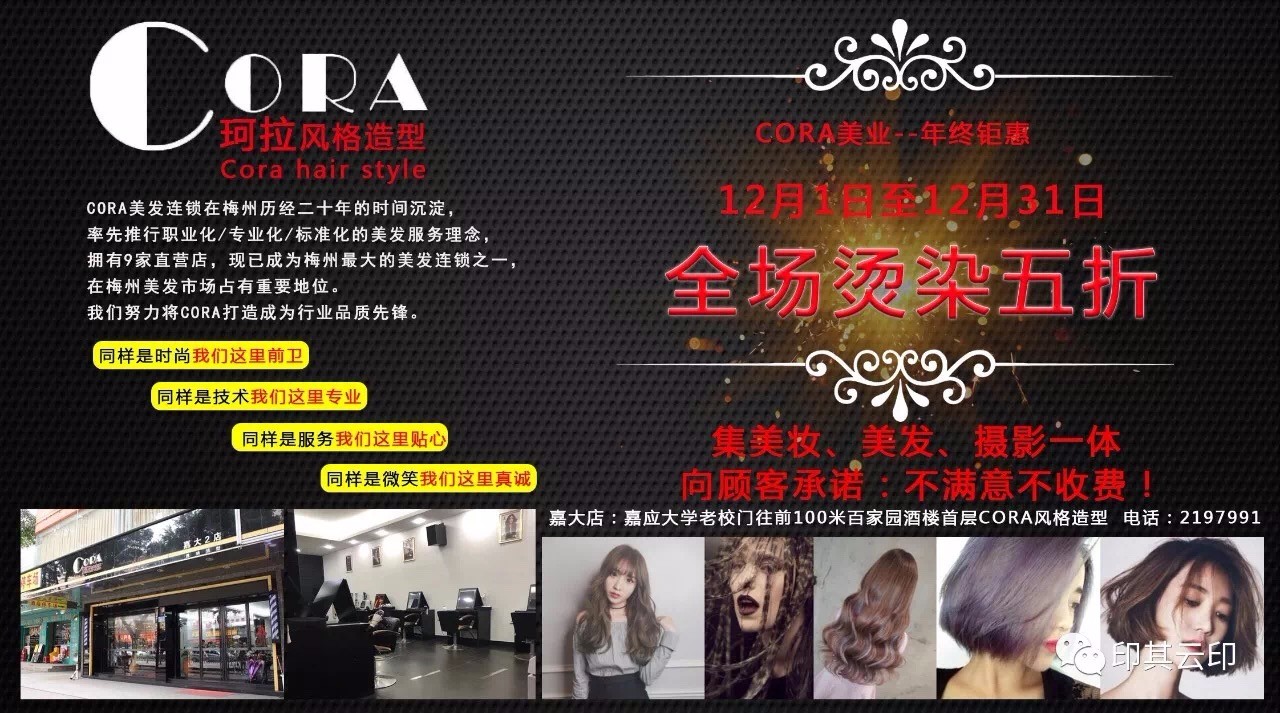 CORA
珂拉风格造型
Cora hair style
CORA美发连锁在梅州历经二十年的时间沉淀，
率先推行职业化/专业化/标准化的美发服务理念，
拥有9家直营店，现已成为梅州最大的美发连锁之一，
在梅州美发市场占有重要地位。
我们努力将CORA打造成为行业品质先锋。
同样是时尚我们这里前卫
同样是技术我们这里专业
同样是服务我们这里贴心
同样是微笑我们这里真诚
CORA美业--年终钜惠
12月1日至12月31日
全场烫染五折
集美妆、美发、摄影一体
向顾客承诺：不满意不收费！
嘉大店：嘉应大学老校门往前100米百家园酒楼首层CORA风格造型 电话：2197991
CORA
嘉大2店
印其云印